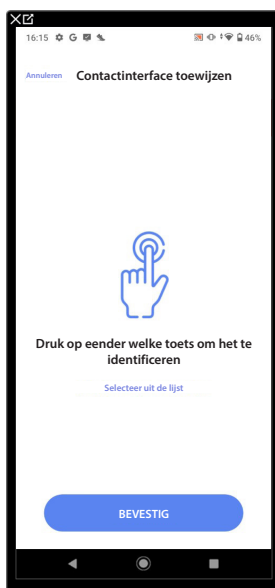 16:15 G 46%
Annuleren Contactinterface toewijzen
Druk op eender welke toets om het te
identificeren
Selecteer uit de lijst
BEVESTIG